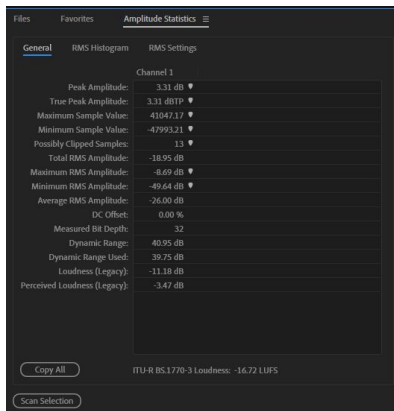 Files Favorites Amplitude Statistics
General RMS Histogram RMS Settings
Channel 1
Peak Amplitude: 3.31 dB
True Peak Amplitude: 3.31 dBTP
Maximum Sample Value: 41047.17
Minimum Sample Value: -47993.21
Possibly Clipped Samples: 13
Total RMS Amplitude: -18.95 dB
Maximum RMS Amplitude: -8.69 dB
Minimum RMS Amplitude: -49.64 dB
Average RMS Amplitude: -26.00 dB
DC Offset: 0.00 %
Measured Bit Depth: 32
Dynamic Range: 40.95 dB
Dynamic Range Used: 39.75 dB
Loudness (Legacy): -11.18 dB
Perceived Loudness (Legacy): -3.47 dB
Copy All ITU-R BS.1770-3 Loudness: -16.72 LUFS
Scan Selection